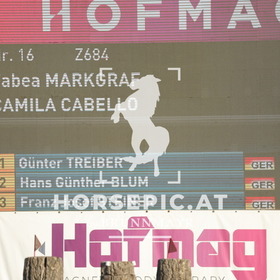 HOFMAG
nr. 16 Z684
abea MARKGRAF
CAMILA CABELLO
1 Günter TREIBER GER
2 Hans Günther BLUM GER
3 Franz GER
HORSEPIC.AT
Hofmag